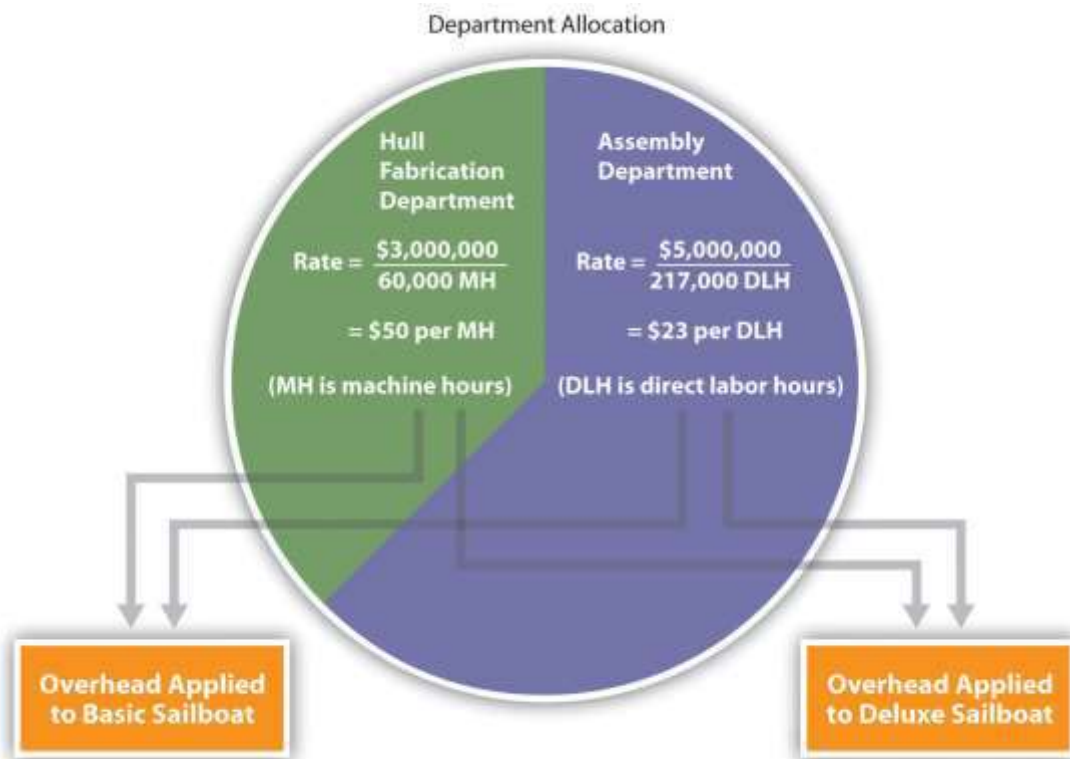 Department Allocation
Hull
Fabrication
Department
Rate = $3,000,000
60,000 MH
= $50 per MH
(MH is machine hours)
Assembly
Department
Rate = $5,000,000
217,000 DLH
= $23 per DLH
(DLH is direct labor hours)
Overhead Applied
to Basic Sailboat
Overhead Applied
to Deluxe Sailboat